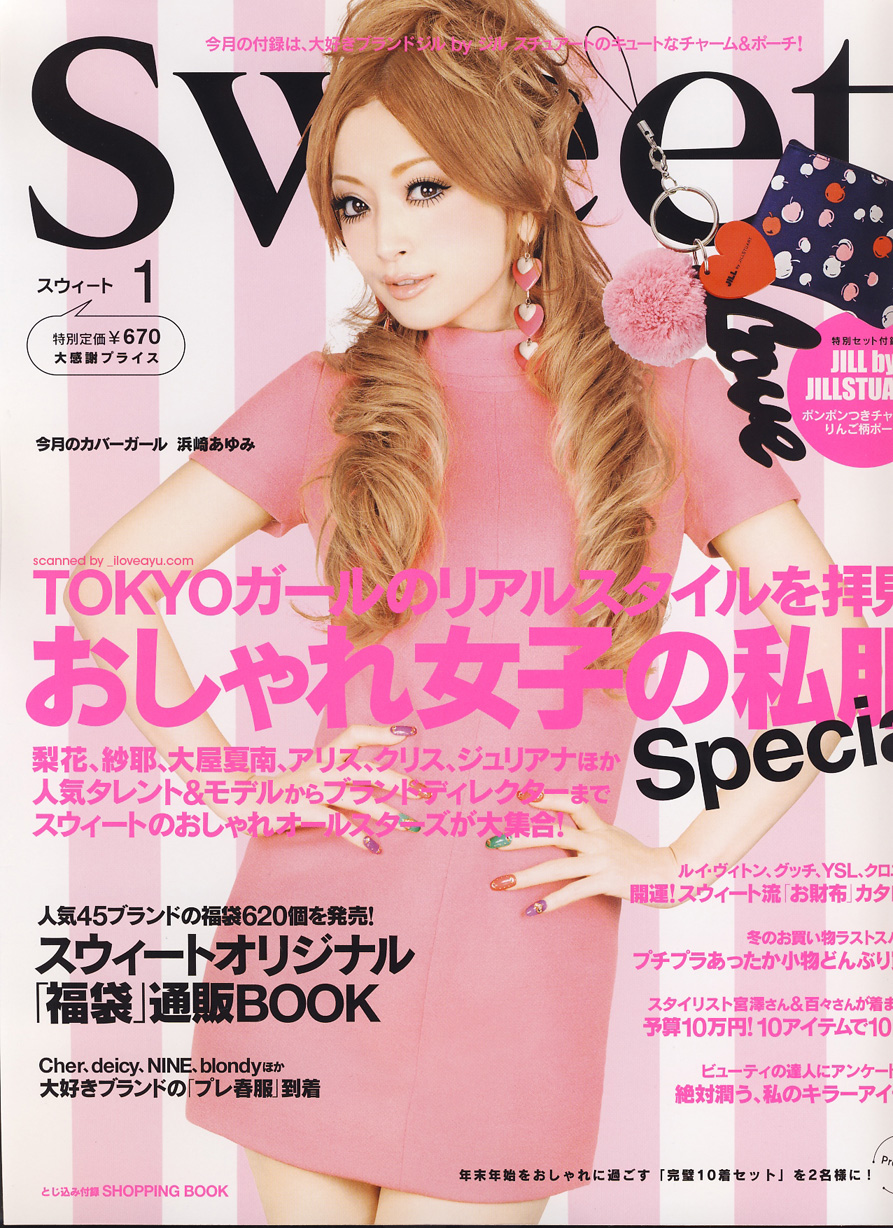 今月の付録は、大好きブランドジル by ジル スチュアートのキュートなチャーム&ポーチ!
Sweet
スウィート 1
特別定価¥670
大感謝プライス
JILL by JILLSTUART
love
特別セット付録
JILL by
JILLSTUA
ポンポンつきチャ
りんご柄ポー
今月のカバーガール 浜崎あゆみ
scanned by _iloveayu.com
TOKYOガールのリアルスタイルを拝見
おしゃれ女子の私服
Specia
梨花、紗耶、大屋夏南、アリス、クリス、ジュリアナほか
人気タレント&モデルからブランドディレクターまで
スウィートのおしゃれオールスターズが大集合!
ルイ・ヴィトン、グッチ、YSL、クロ
開運!スウィート流「お財布」カタ
人気45ブランドの福袋620個を発売!
スウィートオリジナル
「福袋」通販BOOK
冬のお買い物ラストス
プチプラあったか小物どんぶり
スタイリスト宮澤さん&百々さんが着ま
予算10万円!10アイテムで10
Cher、deicy、NINE、blondyほか
大好きブランドの「プレ春服」到着
ビューティの達人にアンケート
絶対潤う、私のキラーアイ
年末年始をおしゃれに過ごす「完璧10着セット」を2名様に!
とじ込み付録 SHOPPING BOOK